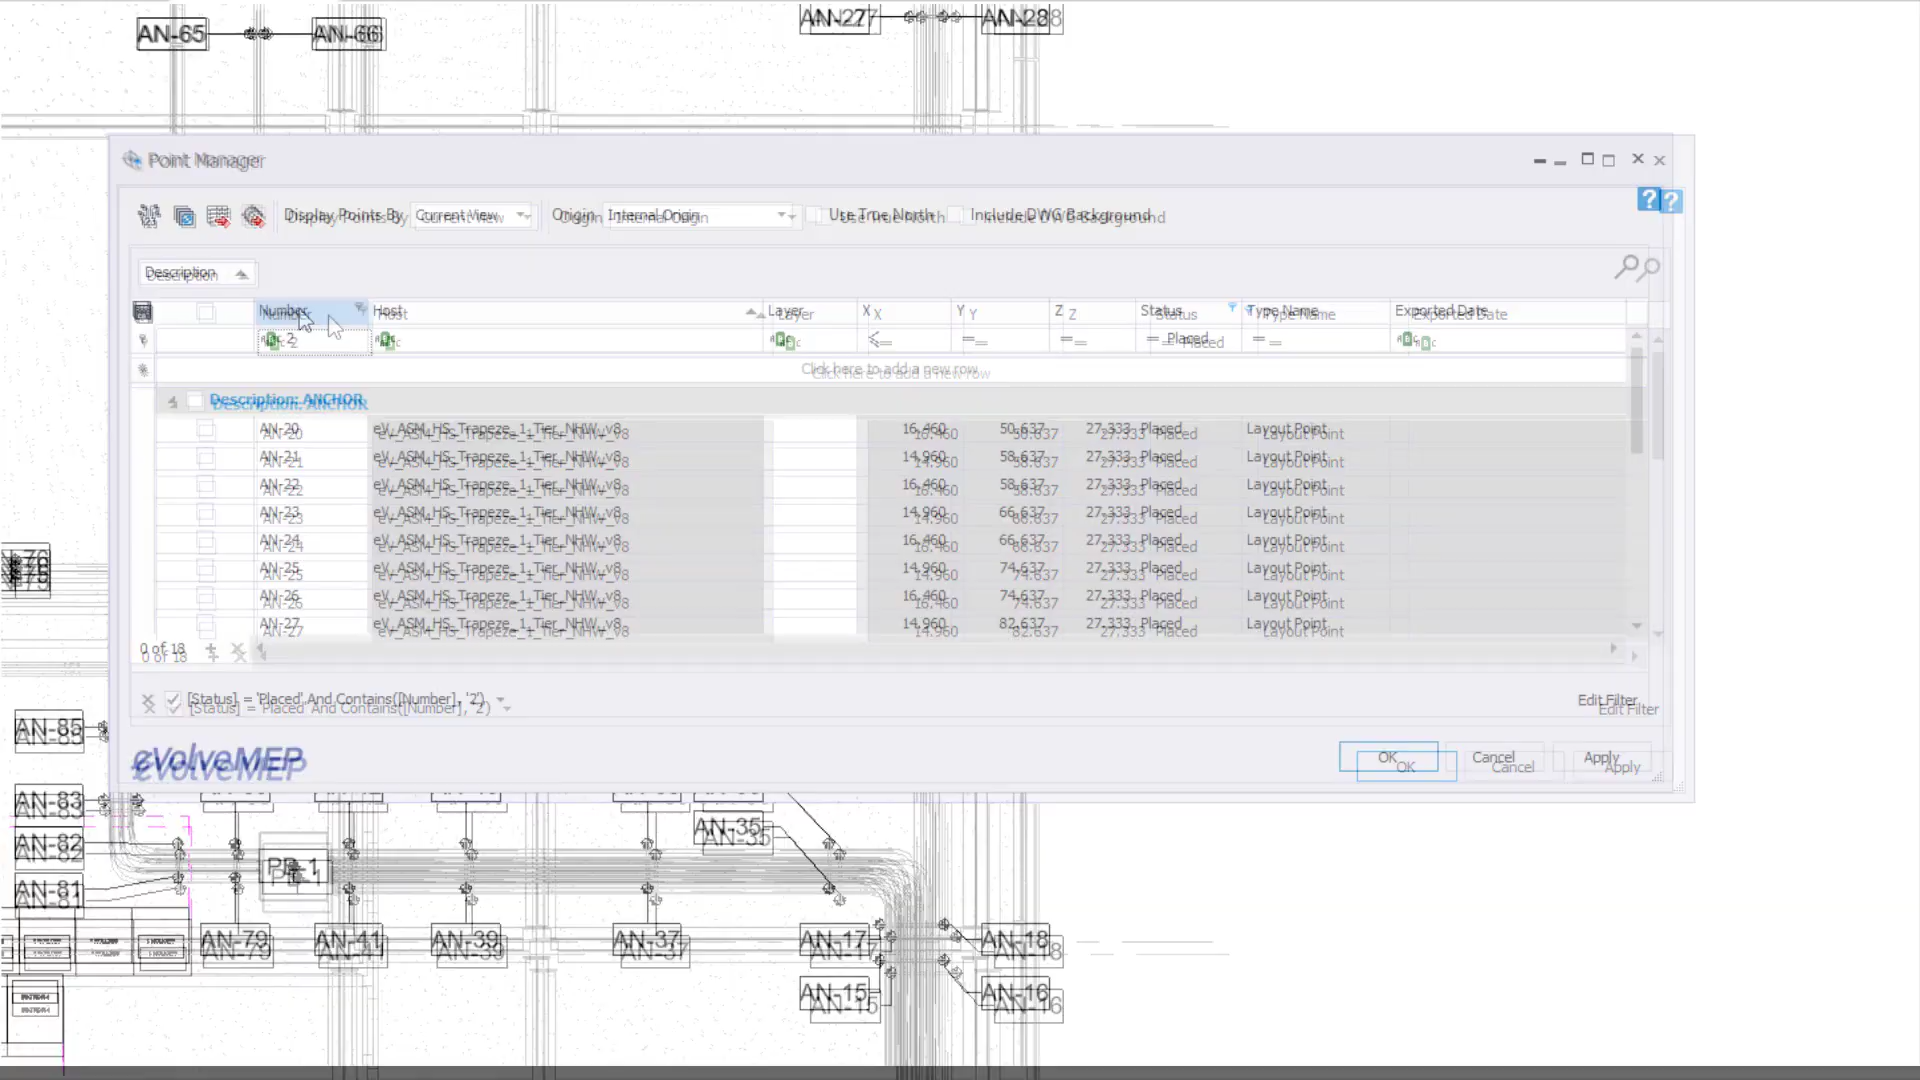 AN-65 AN-66 AN-27 AN-28
Point Manager
Display Points By Current View Origin Internal Origin Use True North Include DWG Background
Description
Number Host Layer X Y Z Status Type Name Exported Date
2 = = = Placed =
Click here to add a new row
Description: ANCHOR
AN-20 eV_ASM_HS_Trapeze_1_Tier_NHW_v8 16.460 50.637 27.333 Placed Layout Point
AN-21 eV_ASM_HS_Trapeze_1_Tier_NHW_v8 14.960 58.637 27.333 Placed Layout Point
AN-22 eV_ASM_HS_Trapeze_1_Tier_NHW_v8 16.460 58.637 27.333 Placed Layout Point
AN-23 eV_ASM_HS_Trapeze_1_Tier_NHW_v8 14.960 66.637 27.333 Placed Layout Point
AN-24 eV_ASM_HS_Trapeze_1_Tier_NHW_v8 16.460 66.637 27.333 Placed Layout Point
AN-25 eV_ASM_HS_Trapeze_1_Tier_NHW_v8 14.960 74.637 27.333 Placed Layout Point
AN-26 eV_ASM_HS_Trapeze_1_Tier_NHW_v8 16.460 74.637 27.333 Placed Layout Point
AN-27 eV_ASM_HS_Trapeze_1_Tier_NHW_v8 14.960 82.637 27.333 Placed Layout Point
0 of 18
[Status] = 'Placed' And Contains([Number], '2') Edit Filter
eVolveMEP
OK Cancel Apply
AN-85
AN-83
AN-35
AN-82
PB-1
AN-81
AN-79 AN-41 AN-39 AN-37 AN-17 AN-18
AN-15 AN-16